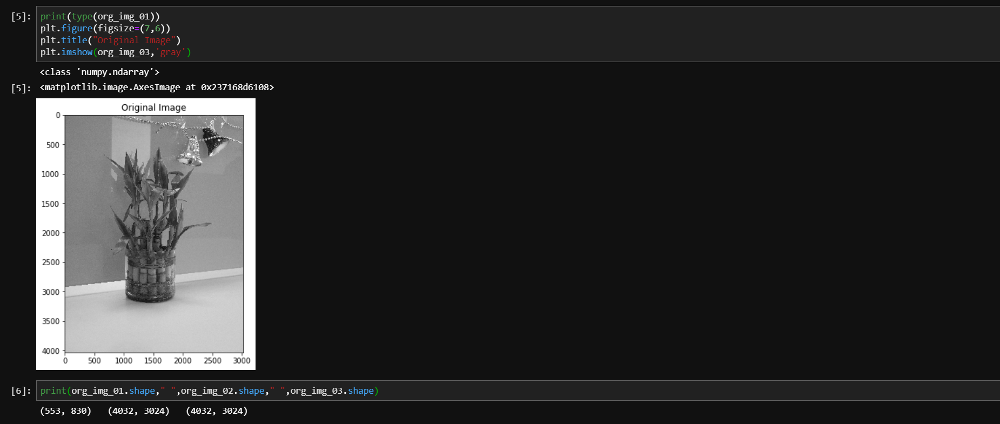 [5]: print(type(org_img_01))
plt.figure(figsize=(7,6))
plt.title("Original Image")
plt.imshow(org_img_03,'gray')
<class 'numpy.ndarray'>
[5]: <matplotlib.image.AxesImage at 0x237168d6108>
Original Image
0
500
1000
1500
2000
2500
3000
3500
4000
0 500 1000 1500 2000 2500 3000
[6]: print(org_img_01.shape," ",org_img_02.shape," ",org_img_03.shape)
(553, 830)   (4032, 3024)   (4032, 3024)